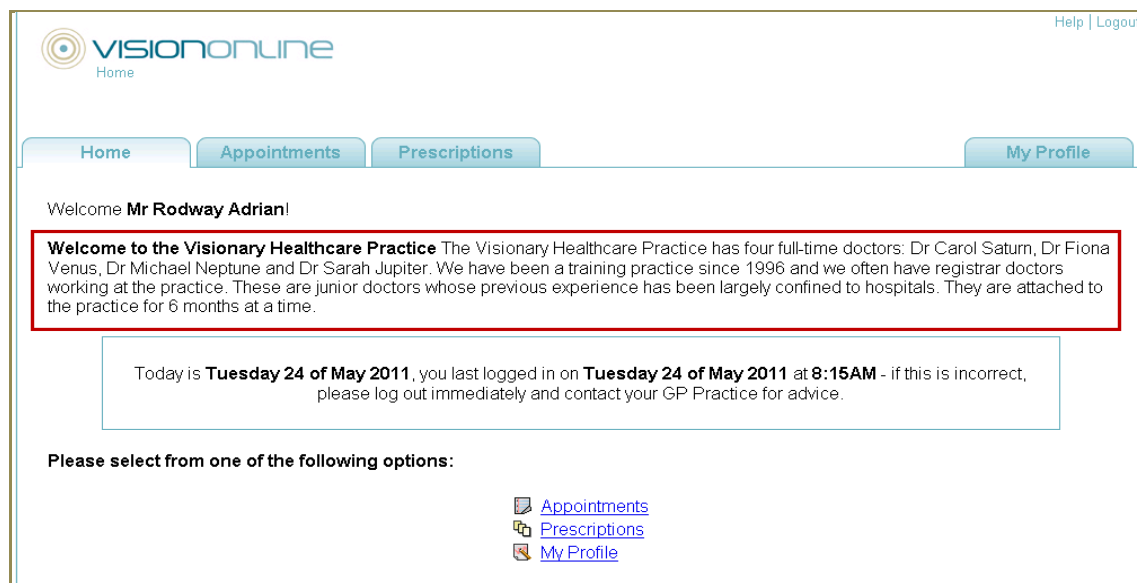 Help | Logout
VISIONONLINE
Home
Home Appointments Prescriptions My Profile
Welcome Mr Rodway Adrian!
Welcome to the Visionary Healthcare Practice The Visionary Healthcare Practice has four full-time doctors: Dr Carol Saturn, Dr Fiona
Venus, Dr Michael Neptune and Dr Sarah Jupiter. We have been a training practice since 1996 and we often have registrar doctors
working at the practice. These are junior doctors whose previous experience has been largely confined to hospitals. They are attached to
the practice for 6 months at a time.
Today is Tuesday 24 of May 2011, you last logged in on Tuesday 24 of May 2011 at 8:15AM - if this is incorrect,
please log out immediately and contact your GP Practice for advice.
Please select from one of the following options:
Appointments
Prescriptions
My Profile